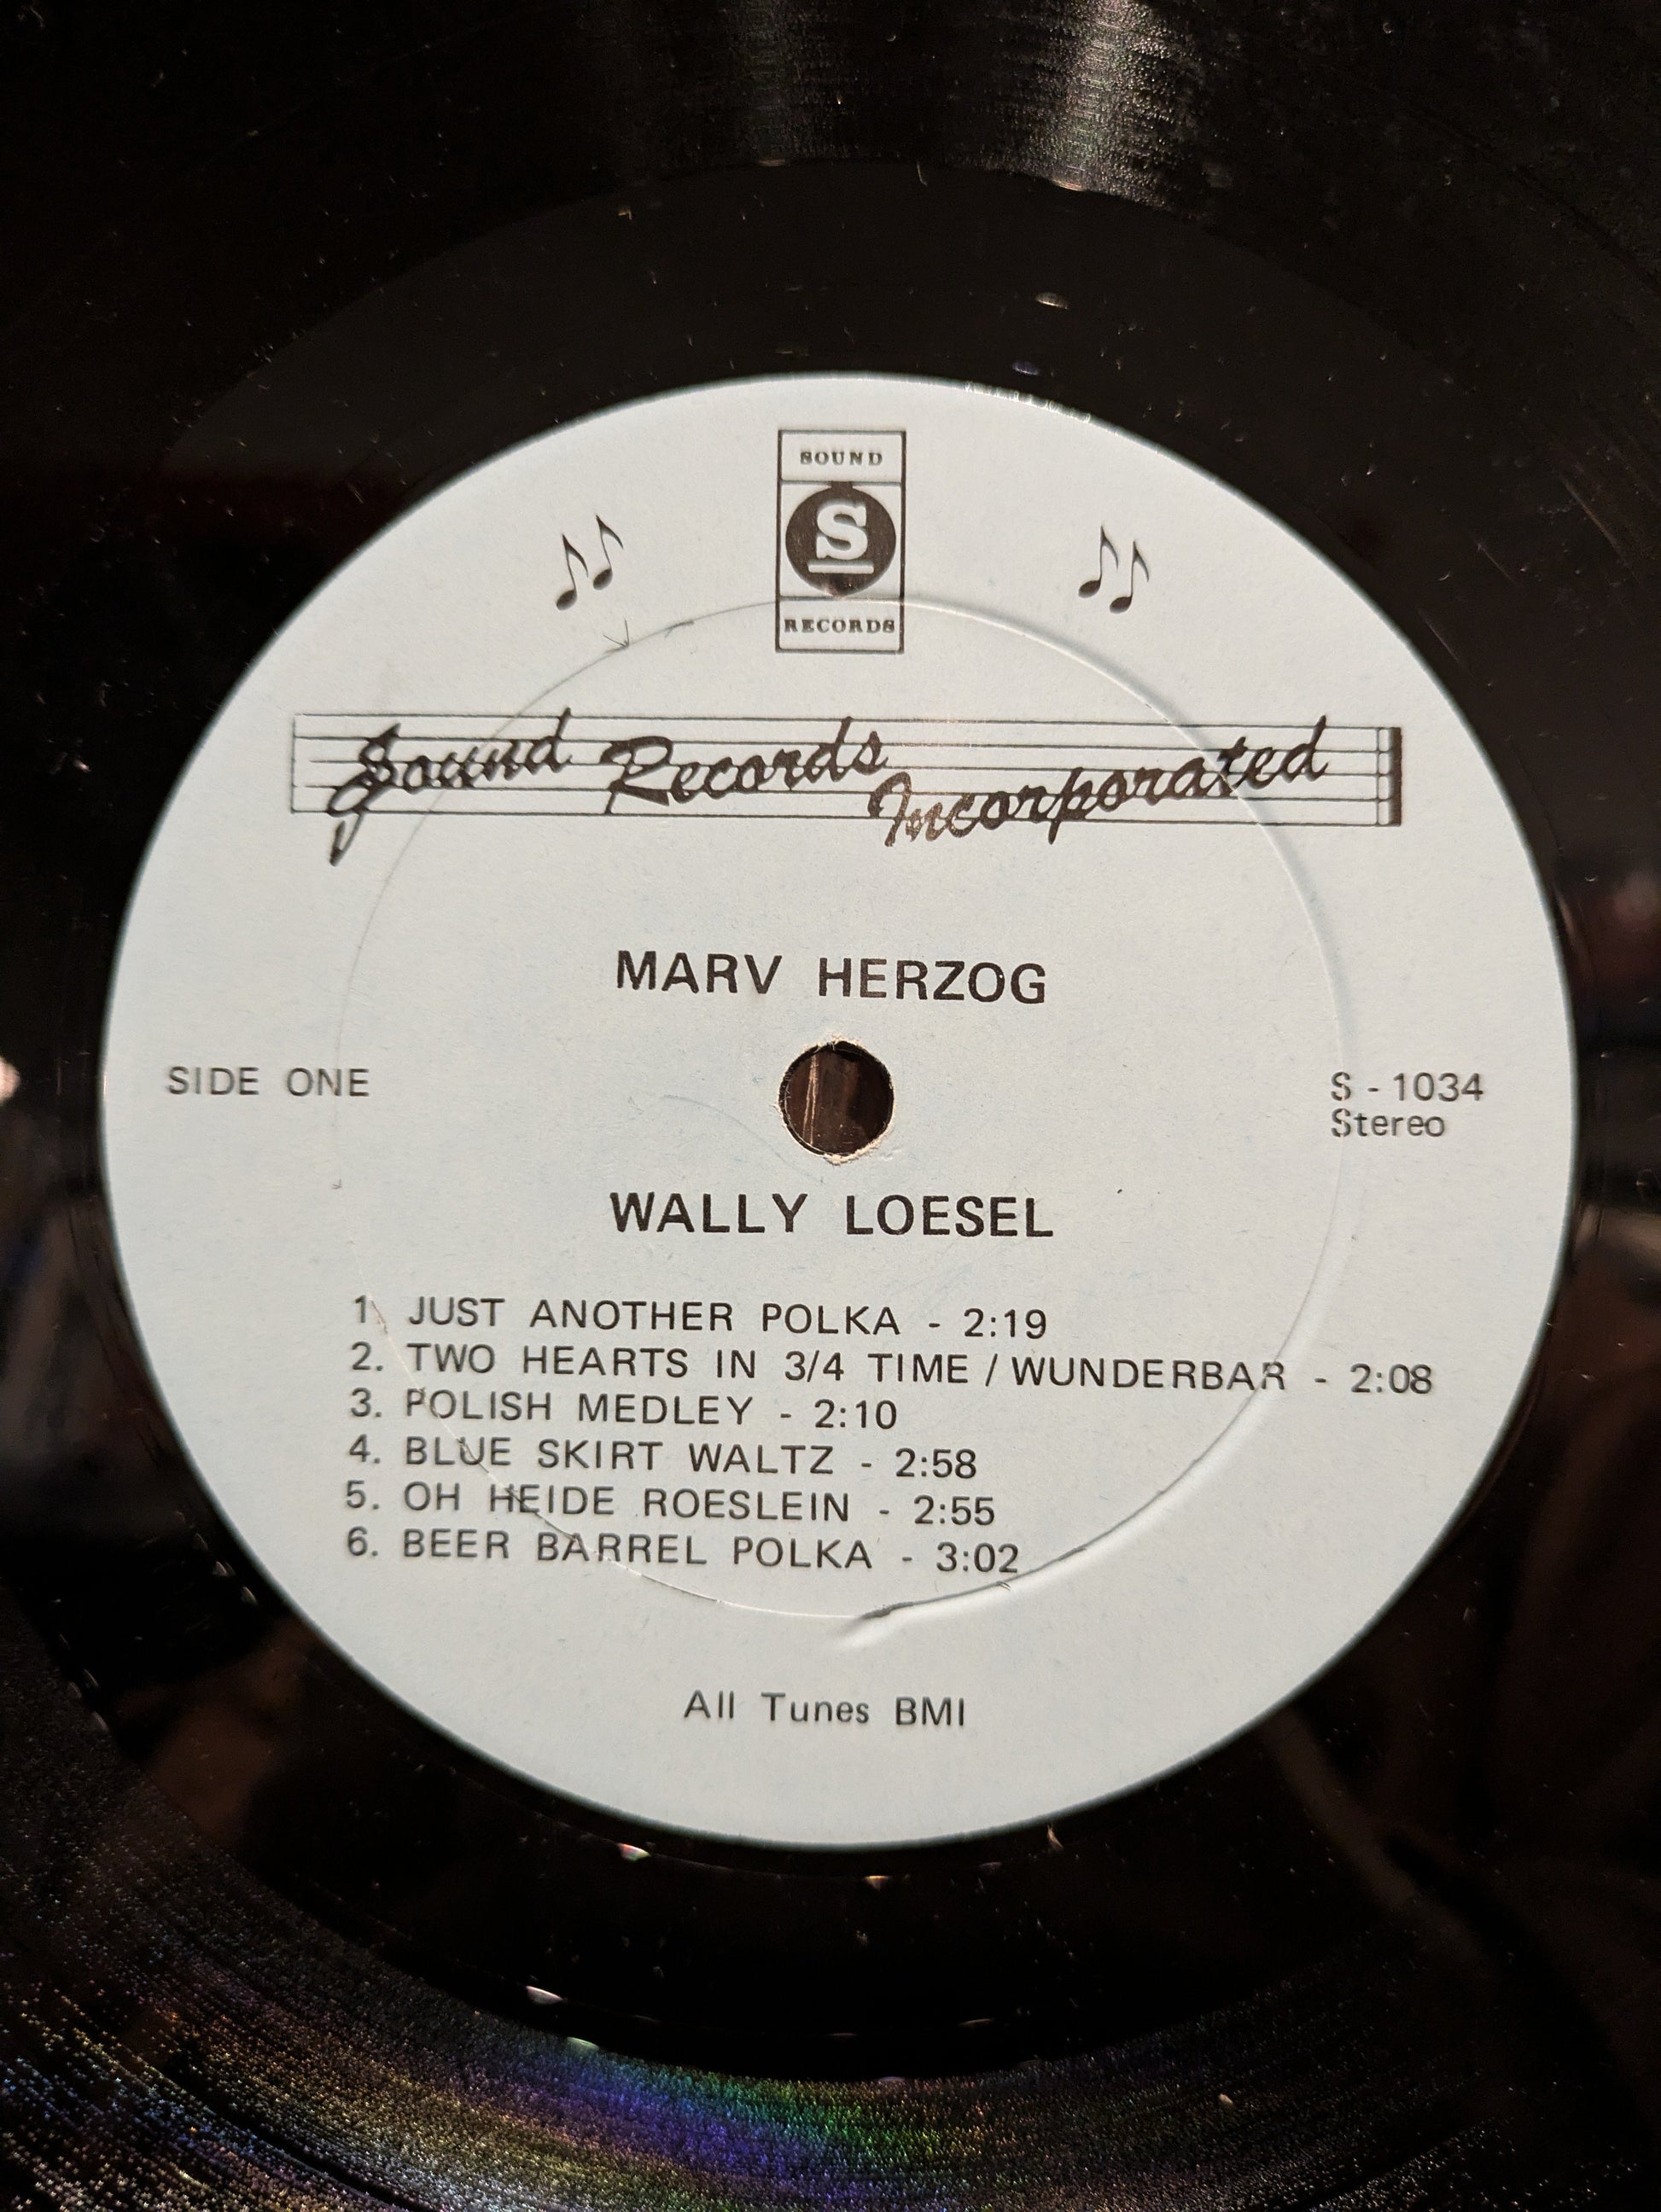 SOUND
S
RECORDS
Sound Records
Incorporated
MARV HERZOG
SIDE ONE
S - 1034
Stereo
WALLY LOESEL
1. JUST ANOTHER POLKA - 2:19
2. TWO HEARTS IN 3/4 TIME / WUNDERBAR - 2:08
3. POLISH MEDLEY - 2:10
4. BLUE SKIRT WALTZ - 2:58
5. OH HEIDE ROESLEIN - 2:55
6. BEER BARREL POLKA - 3:02
All Tunes BMI